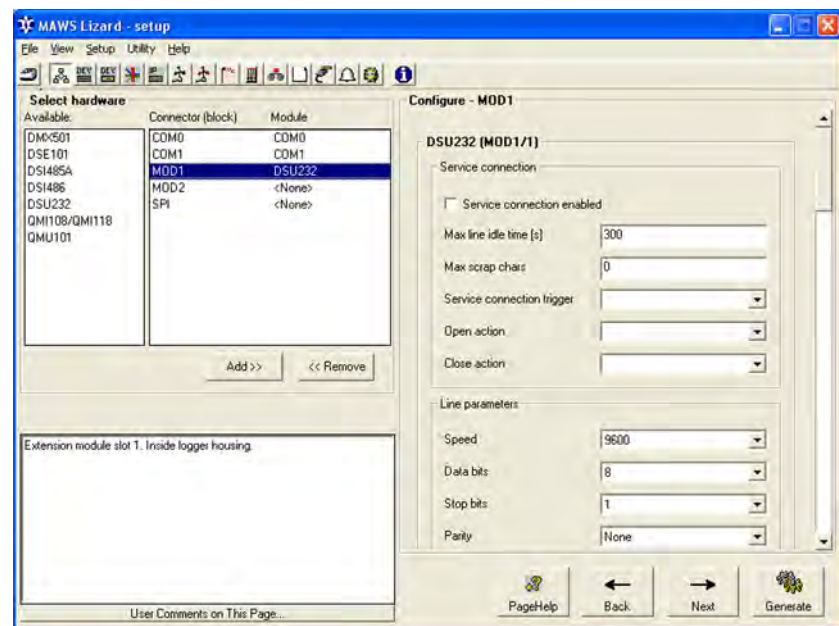 MAWS Lizard - setup
File View Setup Utility Help
Select hardware
Available: Connector (block) Module
DMX501
DSE101
DSI485A
DSI486
DSU232
QMI108/QMI118
QMU101
COM0 COM0
COM1 COM1
MOD1 DSU232
MOD2 <None>
SPI <None>
Add >> << Remove
Extension module slot 1. Inside logger housing.
User Comments on This Page...
Configure - MOD1
DSU232 (MOD1/1)
Service connection
Service connection enabled
Max line idle time [s] 300
Max scrap chars 0
Service connection trigger
Open action
Close action
Line parameters
Speed 9600
Data bits 8
Stop bits 1
Parity None
PageHelp Back Next Generate